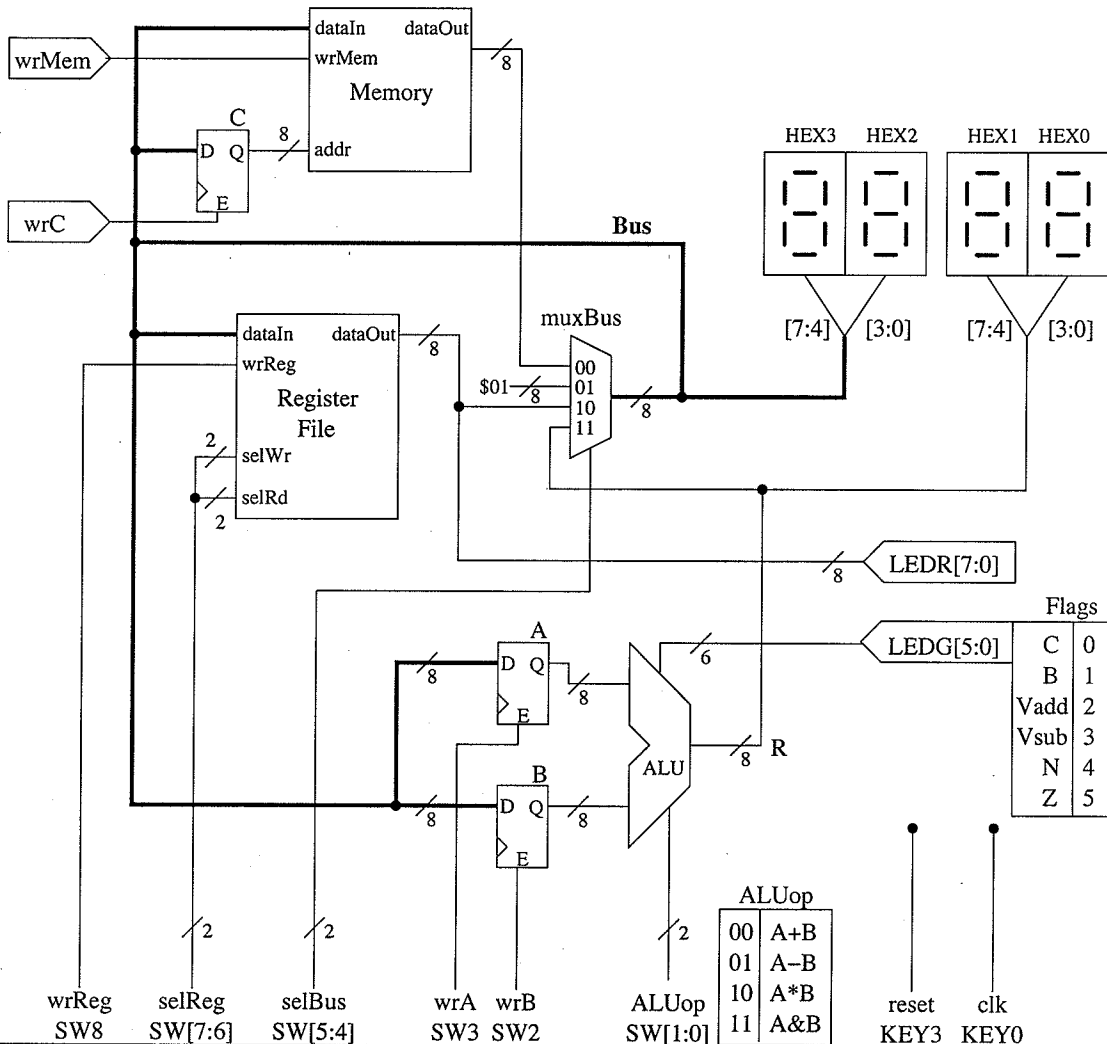 dataIn dataOut
wrMem
wrMem
8
Memory
C
8
D Q
addr
E
wrC
HEX3 HEX2 HEX1 HEX0
Bus
[7:4] [3:0] [7:4] [3:0]
muxBus
dataIn dataOut
8
wrReg
00
$01
8
01
8
10
11
Register
File
2
selWr
selRd
2
8
LEDR[7:0]
Flags
A
6
LEDG[5:0]
C 0
B 1
Vadd 2
Vsub 3
N 4
Z 5
8
D Q
8
E
ALU
8
R
B
8
D Q
8
E
ALUop
00 A+B
01 A–B
10 A*B
11 A&B
2
2
2
wrReg selReg selBus wrA wrB ALUop reset clk
SW8 SW[7:6] SW[5:4] SW3 SW2 SW[1:0] KEY3 KEY0